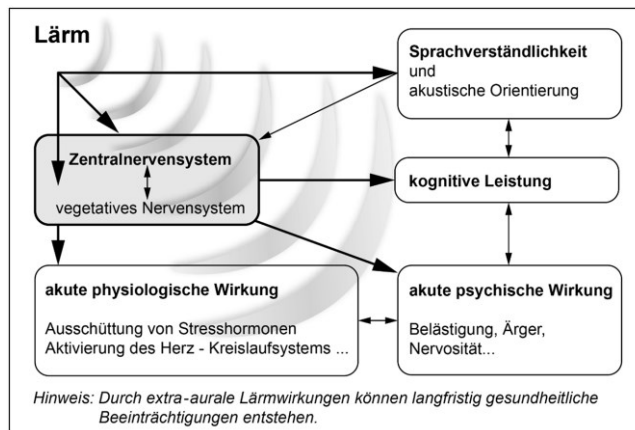 Lärm
Sprachverständlichkeit
und
akustische Orientierung
Zentralnervensystem
vegetatives Nervensystem
kognitive Leistung
akute physiologische Wirkung
Ausschüttung von Stresshormonen
Aktivierung des Herz - Kreislaufsystems ...
akute psychische Wirkung
Belästigung, Ärger,
Nervosität...
Hinweis: Durch extra-aurale Lärmwirkungen können langfristig gesundheitliche
Beeinträchtigungen entstehen.